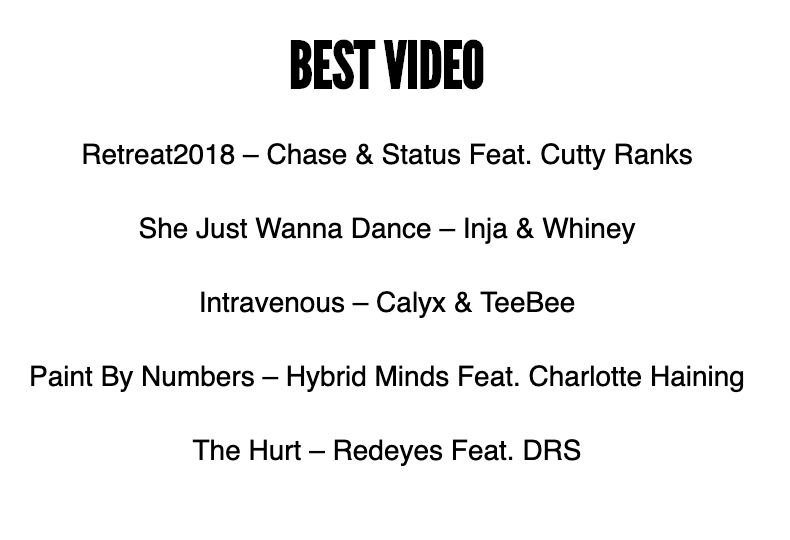 BEST VIDEO
Retreat2018 – Chase & Status Feat. Cutty Ranks
She Just Wanna Dance – Inja & Whiney
Intravenous – Calyx & TeeBee
Paint By Numbers – Hybrid Minds Feat. Charlotte Haining
The Hurt – Redeyes Feat. DRS